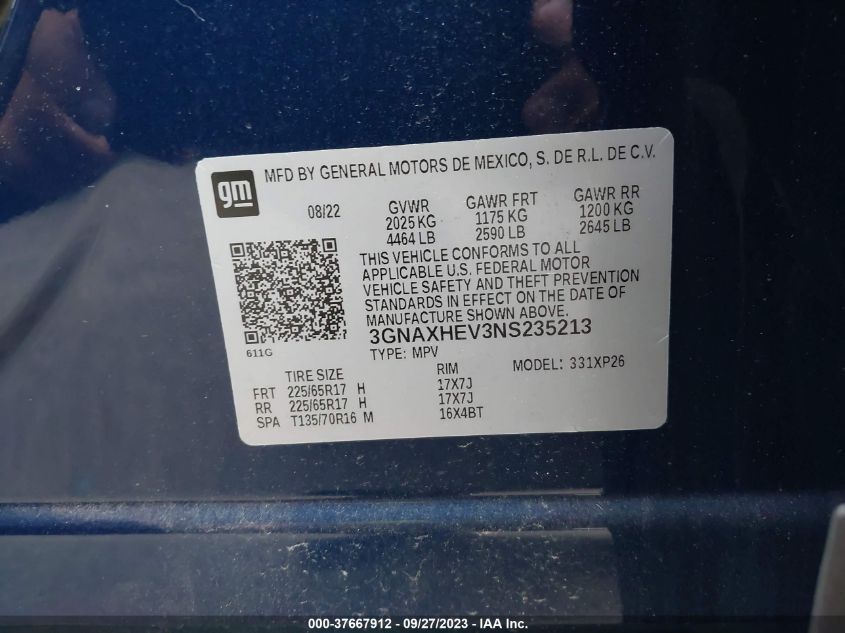 gm
MFD BY GENERAL MOTORS DE MEXICO, S. DE R.L. DE C.V.
08/22 GVWR GAWR FRT GAWR RR
2025 KG 1175 KG 1200 KG
4464 LB 2590 LB 2645 LB
THIS VEHICLE CONFORMS TO ALL
APPLICABLE U.S. FEDERAL MOTOR
VEHICLE SAFETY AND THEFT PREVENTION
STANDARDS IN EFFECT ON THE DATE OF
MANUFACTURE SHOWN ABOVE
3GNAXHEV3NS235213
611G
TYPE: MPV MODEL: 331XP26
TIRE SIZE RIM
FRT 225/65R17 H 17X7J
RR 225/65R17 H 17X7J
SPA T135/70R16 M 16X4BT
000-37667912 - 09/27/2023 - IAA Inc.